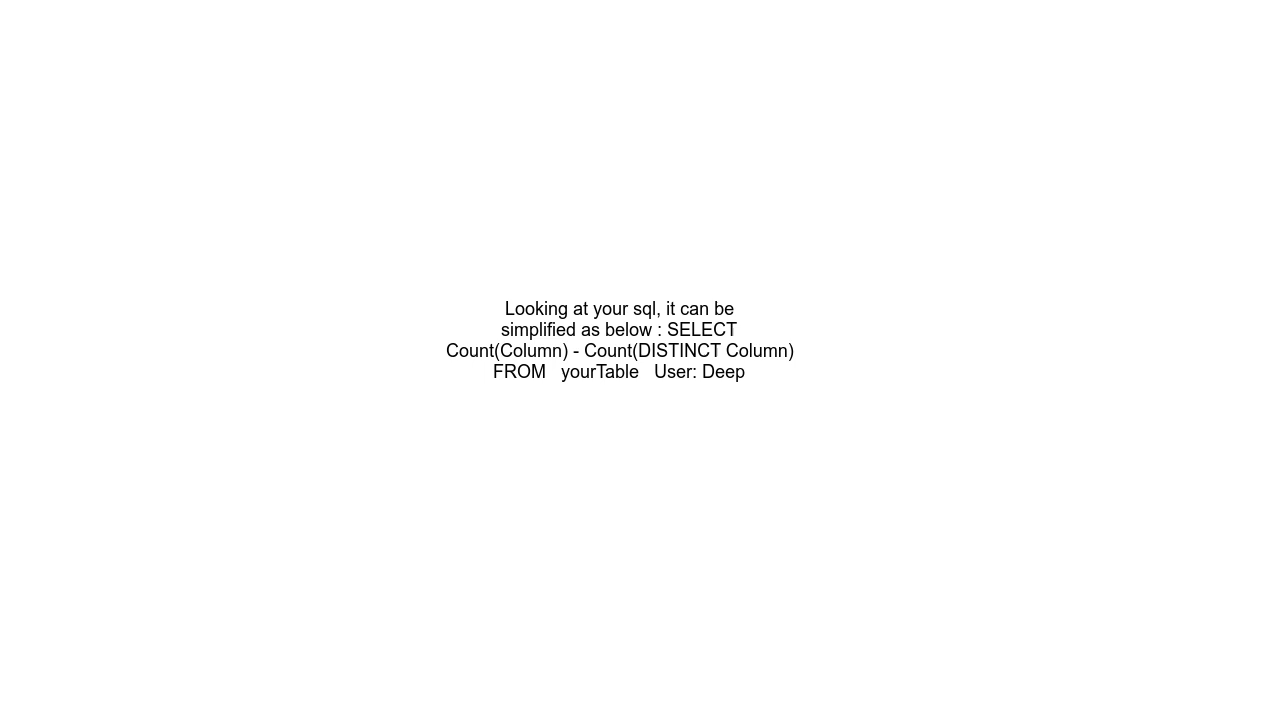 Looking at your sql, it can be
simplified as below : SELECT
Count(Column) - Count(DISTINCT Column)
FROM   yourTable   User: Deep